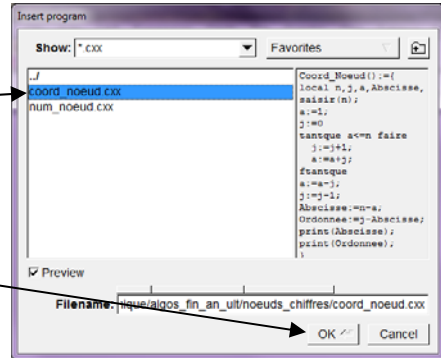 Insert program
Show: *.cxx
Favorites
../
coord_noeud.cxx
num_noeud.cxx
Coord_Noeud():={
local n,j,a,Abscisse,
saisir(n);
a:=1;
j:=0
tantque a<=n faire
j:=j+1;
a:=a+j;
ftantque
a:=a-j;
j:=j-1;
Abscisse:=n-a;
Ordonnee:=j-Abscisse;
print(Abscisse);
print(Ordonnee);
}
Preview
Filename: ique/algos_fin_an_ult/noeuds_chiffres/coord_noeud.cxx
OK
Cancel